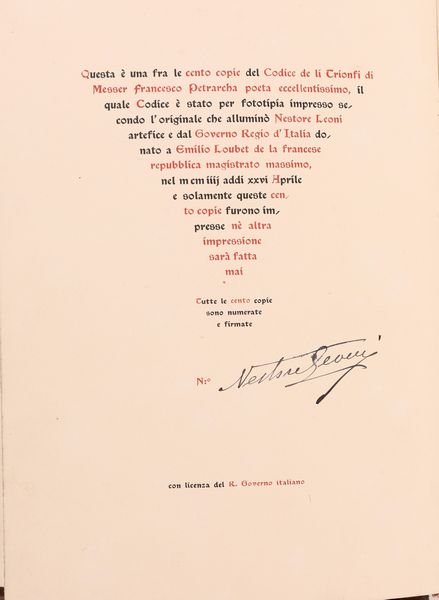 Questa è una fra le cento copie del Codice de li Trionfi di
Messer Francesco Petrarcha poeta eccellentissimo, il
quale Codice è stato per fototipia impresso se-
condo l'originale che alluminò Nestore Leoni
artefice e dal Governo Regio d'Italia do-
nato a Emilio Loubet de la francese
repubblica magistrato massimo,
nel mcmiiij addi xxvi Aprile
e solamente queste cen-
to copie furono im-
presse nè altra
impressione
sarà fatta
mai
Tutte le cento copie
sono numerate
e firmate
N:º Nestore Leoni
con licenza del R. Governo italiano